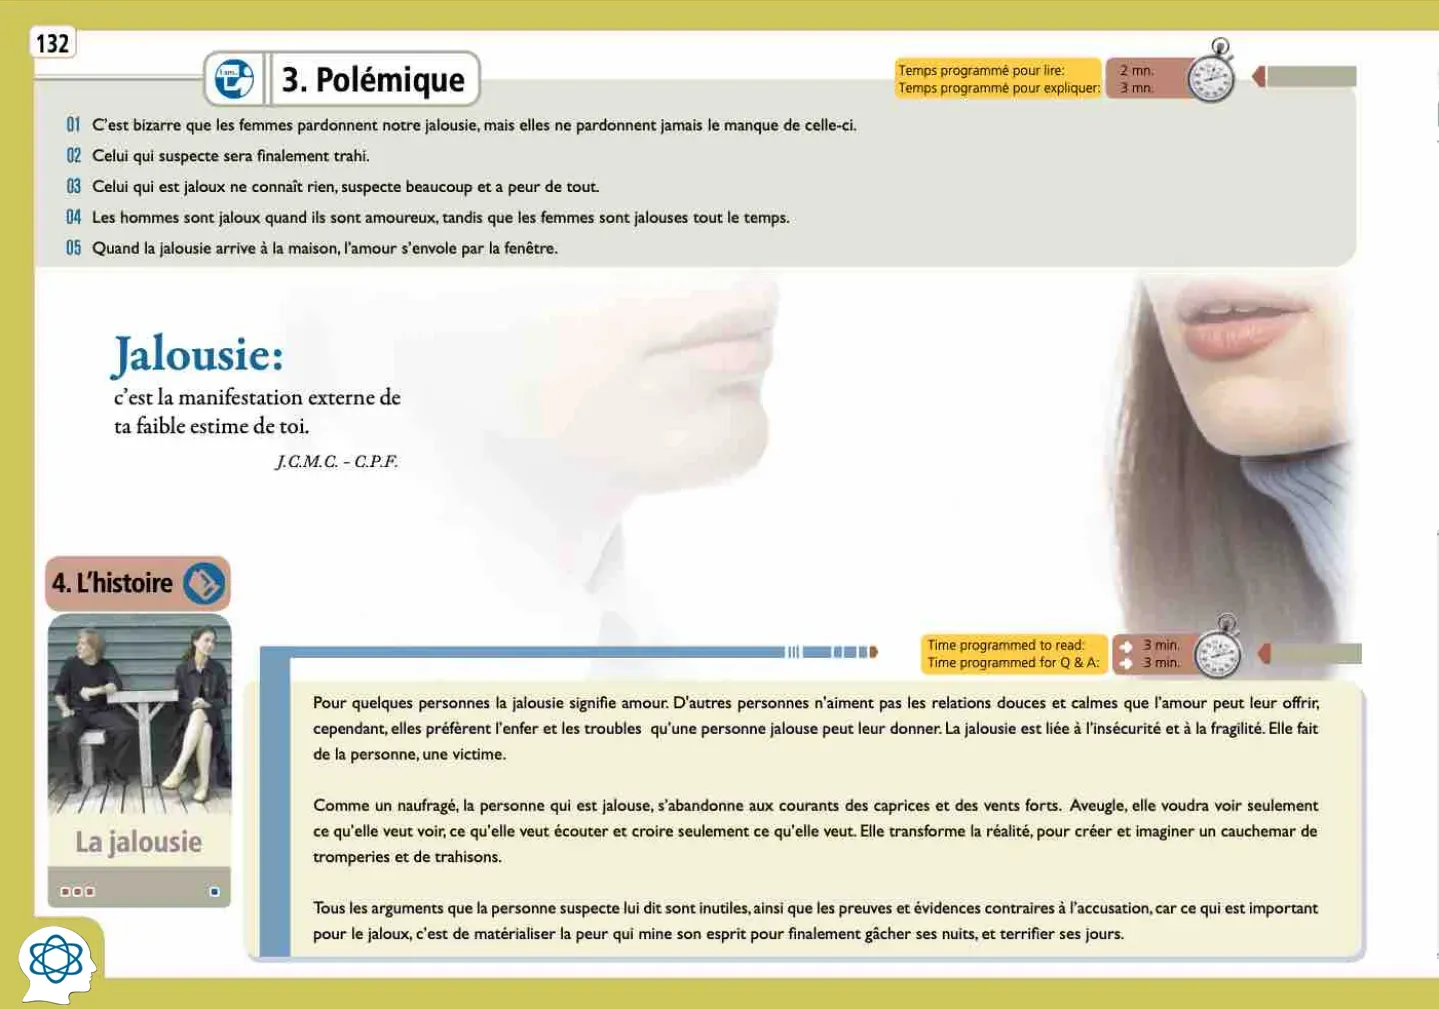 132
3. Polémique
Temps programmé pour lire: 2 mn.
Temps programmé pour expliquer: 3 mn.
01 C'est bizarre que les femmes pardonnent notre jalousie, mais elles ne pardonnent jamais le manque de celle-ci.
02 Celui qui suspecte sera finalement trahi.
03 Celui qui est jaloux ne connaît rien, suspecte beaucoup et a peur de tout.
04 Les hommes sont jaloux quand ils sont amoureux, tandis que les femmes sont jalouses tout le temps.
05 Quand la jalousie arrive à la maison, l'amour s'envole par la fenêtre.
Jalousie:
c'est la manifestation externe de
ta faible estime de toi.
J.C.M.C. - C.P.F.
4. L'histoire
La jalousie
Time programmed to read: 3 min.
Time programmed for Q & A: 3 min.
Pour quelques personnes la jalousie signifie amour. D'autres personnes n'aiment pas les relations douces et calmes que l'amour peut leur offrir,
cependant, elles préfèrent l'enfer et les troubles qu'une personne jalouse peut leur donner. La jalousie est liée à l'insécurité et à la fragilité. Elle fait
de la personne, une victime.
Comme un naufragé, la personne qui est jalouse, s'abandonne aux courants des caprices et des vents forts. Aveugle, elle voudra voir seulement
ce qu'elle veut voir, ce qu'elle veut écouter et croire seulement ce qu'elle veut. Elle transforme la réalité, pour créer et imaginer un cauchemar de
tromperies et de trahisons.
Tous les arguments que la personne suspecte lui dit sont inutiles, ainsi que les preuves et évidences contraires à l'accusation, car ce qui est important
pour le jaloux, c'est de matérialiser la peur qui mine son esprit pour finalement gâcher ses nuits, et terrifier ses jours.